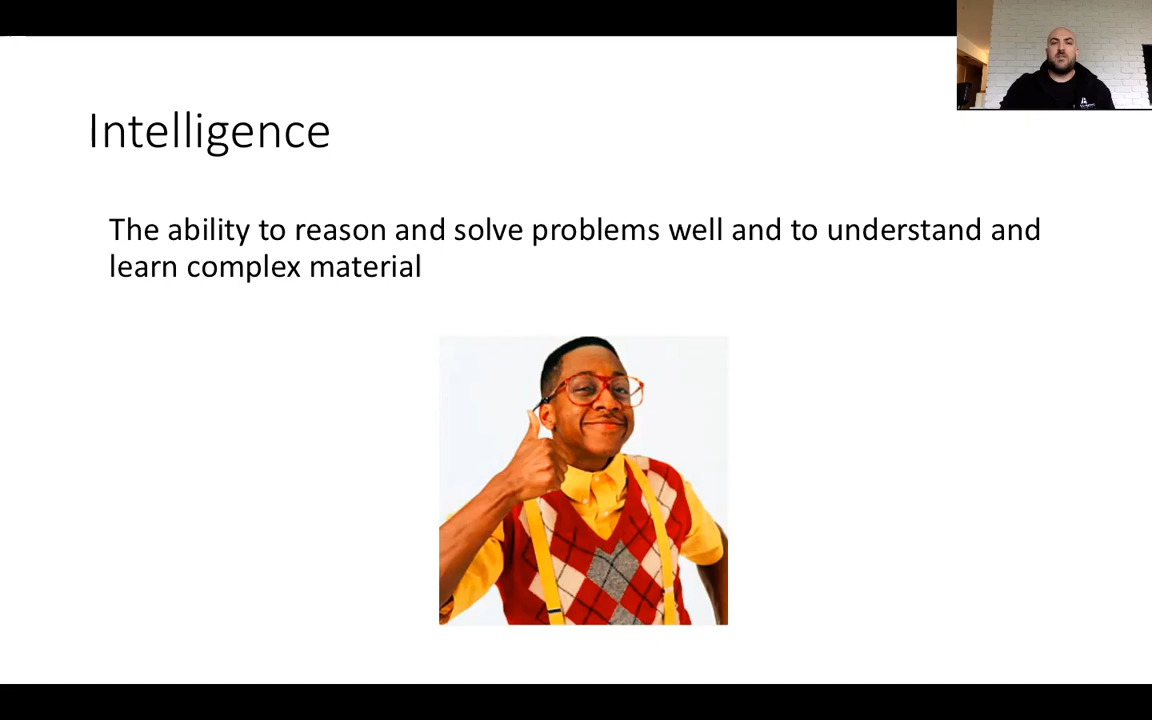 Intelligence
The ability to reason and solve problems well and to understand and
learn complex material